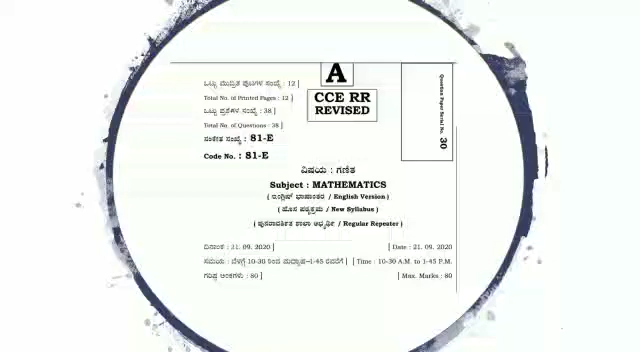 A
ಒಟ್ಟು ಮುದ್ರಿತ ಪುಟಗಳ ಸಂಖ್ಯೆ : 12 ]
Total No. of Printed Pages : 12 ]
CCE RR
REVISED
ಒಟ್ಟು ಪ್ರಶ್ನೆಗಳ ಸಂಖ್ಯೆ : 38 ]
Total No. of Questions : 38 ]
ಸಂಕೇತ ಸಂಖ್ಯೆ : 81-E
Code No. : 81-E
Question Paper Serial No. 30
ವಿಷಯ : ಗಣಿತ
Subject : MATHEMATICS
( ಇಂಗ್ಲಿಷ್ ಭಾಷಾಂತರ / English Version )
( ಹೊಸ ಪಠ್ಯಕ್ರಮ / New Syllabus )
( ಪುನರಾವರ್ತಿತ ಶಾಲಾ ಅಭ್ಯರ್ಥಿ / Regular Repeater )
ದಿನಾಂಕ : 21. 09. 2020 ] [ Date : 21. 09. 2020
ಸಮಯ : ಬೆಳಗ್ಗೆ 10-30 ರಿಂದ ಮಧ್ಯಾಹ್ನ-1-45 ರವರೆಗೆ ] [ Time : 10-30 A.M. to 1-45 P.M.
ಗರಿಷ್ಠ ಅಂಕಗಳು : 80 ] [ Max. Marks : 80